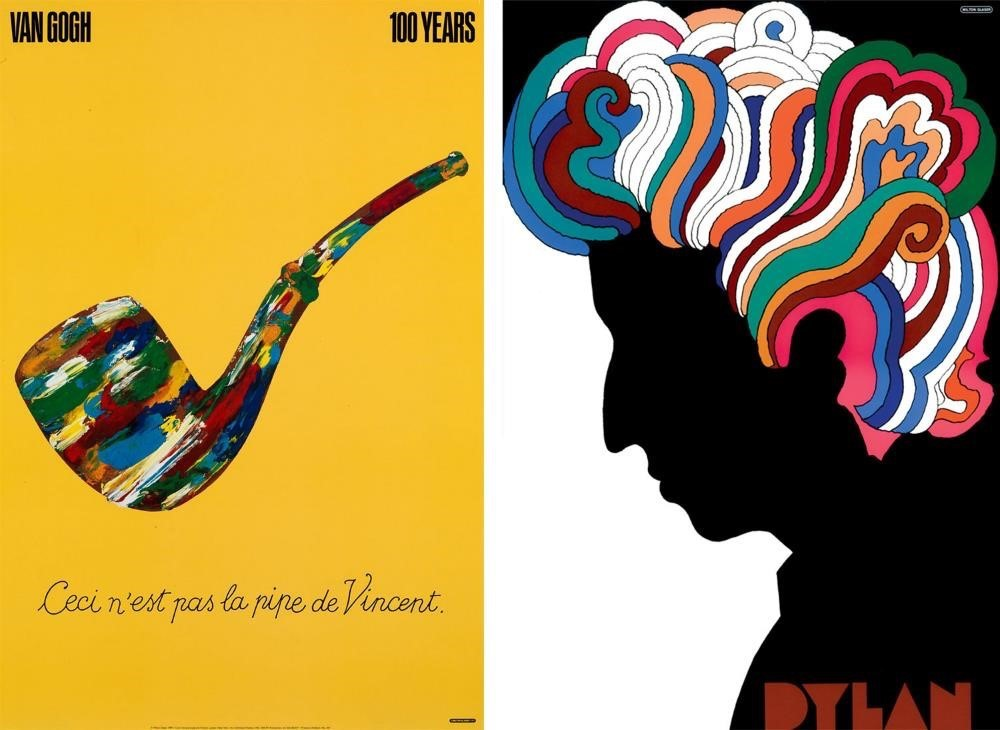 VAN GOGH
100 YEARS
Ceci n'est pas la pipe de Vincent.
MILTON GLASER
DYLAN